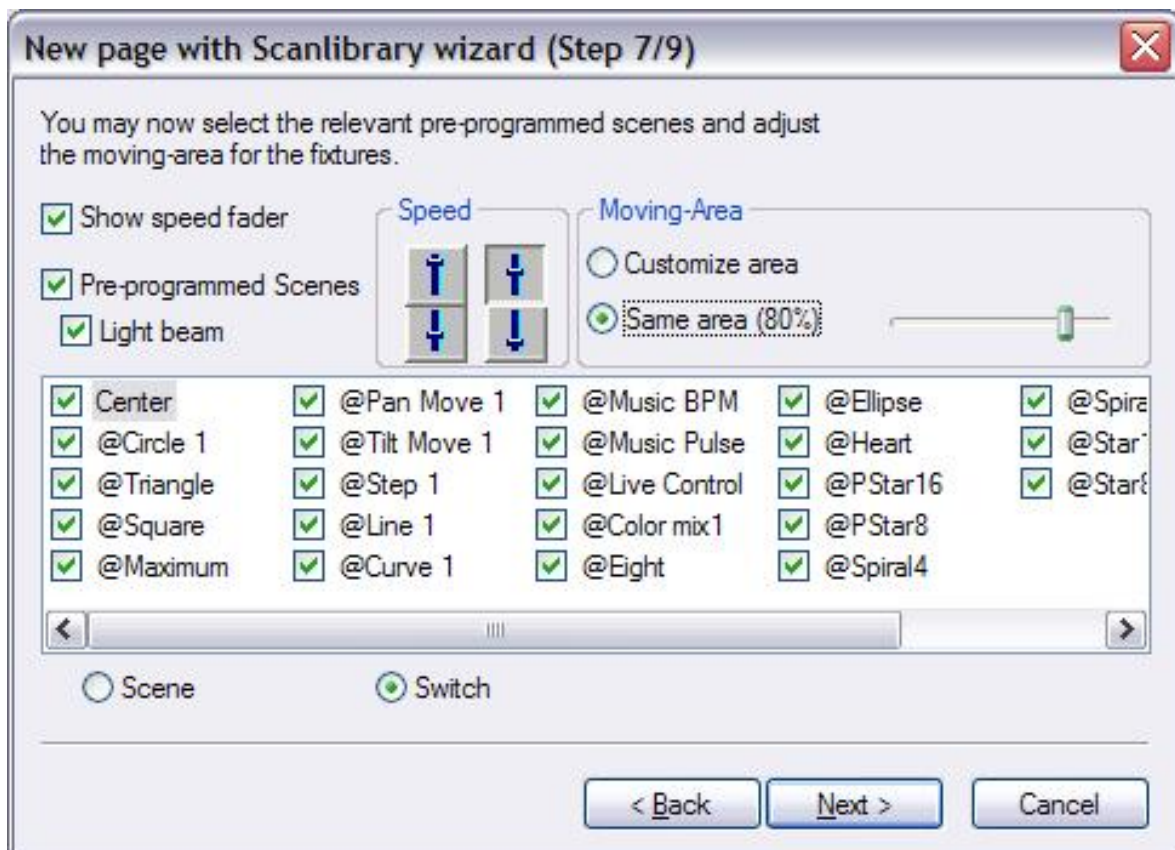 New page with Scanlibrary wizard (Step 7/9)
You may now select the relevant pre-programmed scenes and adjust
the moving-area for the fixtures.
Show speed fader
Pre-programmed Scenes
Light beam
Speed
Moving-Area
Customize area
Same area (80%)
Center @Pan Move 1 @Music BPM @Ellipse @Spira
@Circle 1 @Tilt Move 1 @Music Pulse @Heart @Star1
@Triangle @Step 1 @Live Control @PStar16 @Star8
@Square @Line 1 @Color mix1 @PStar8
@Maximum @Curve 1 @Eight @Spiral4
Scene Switch
< Back Next > Cancel